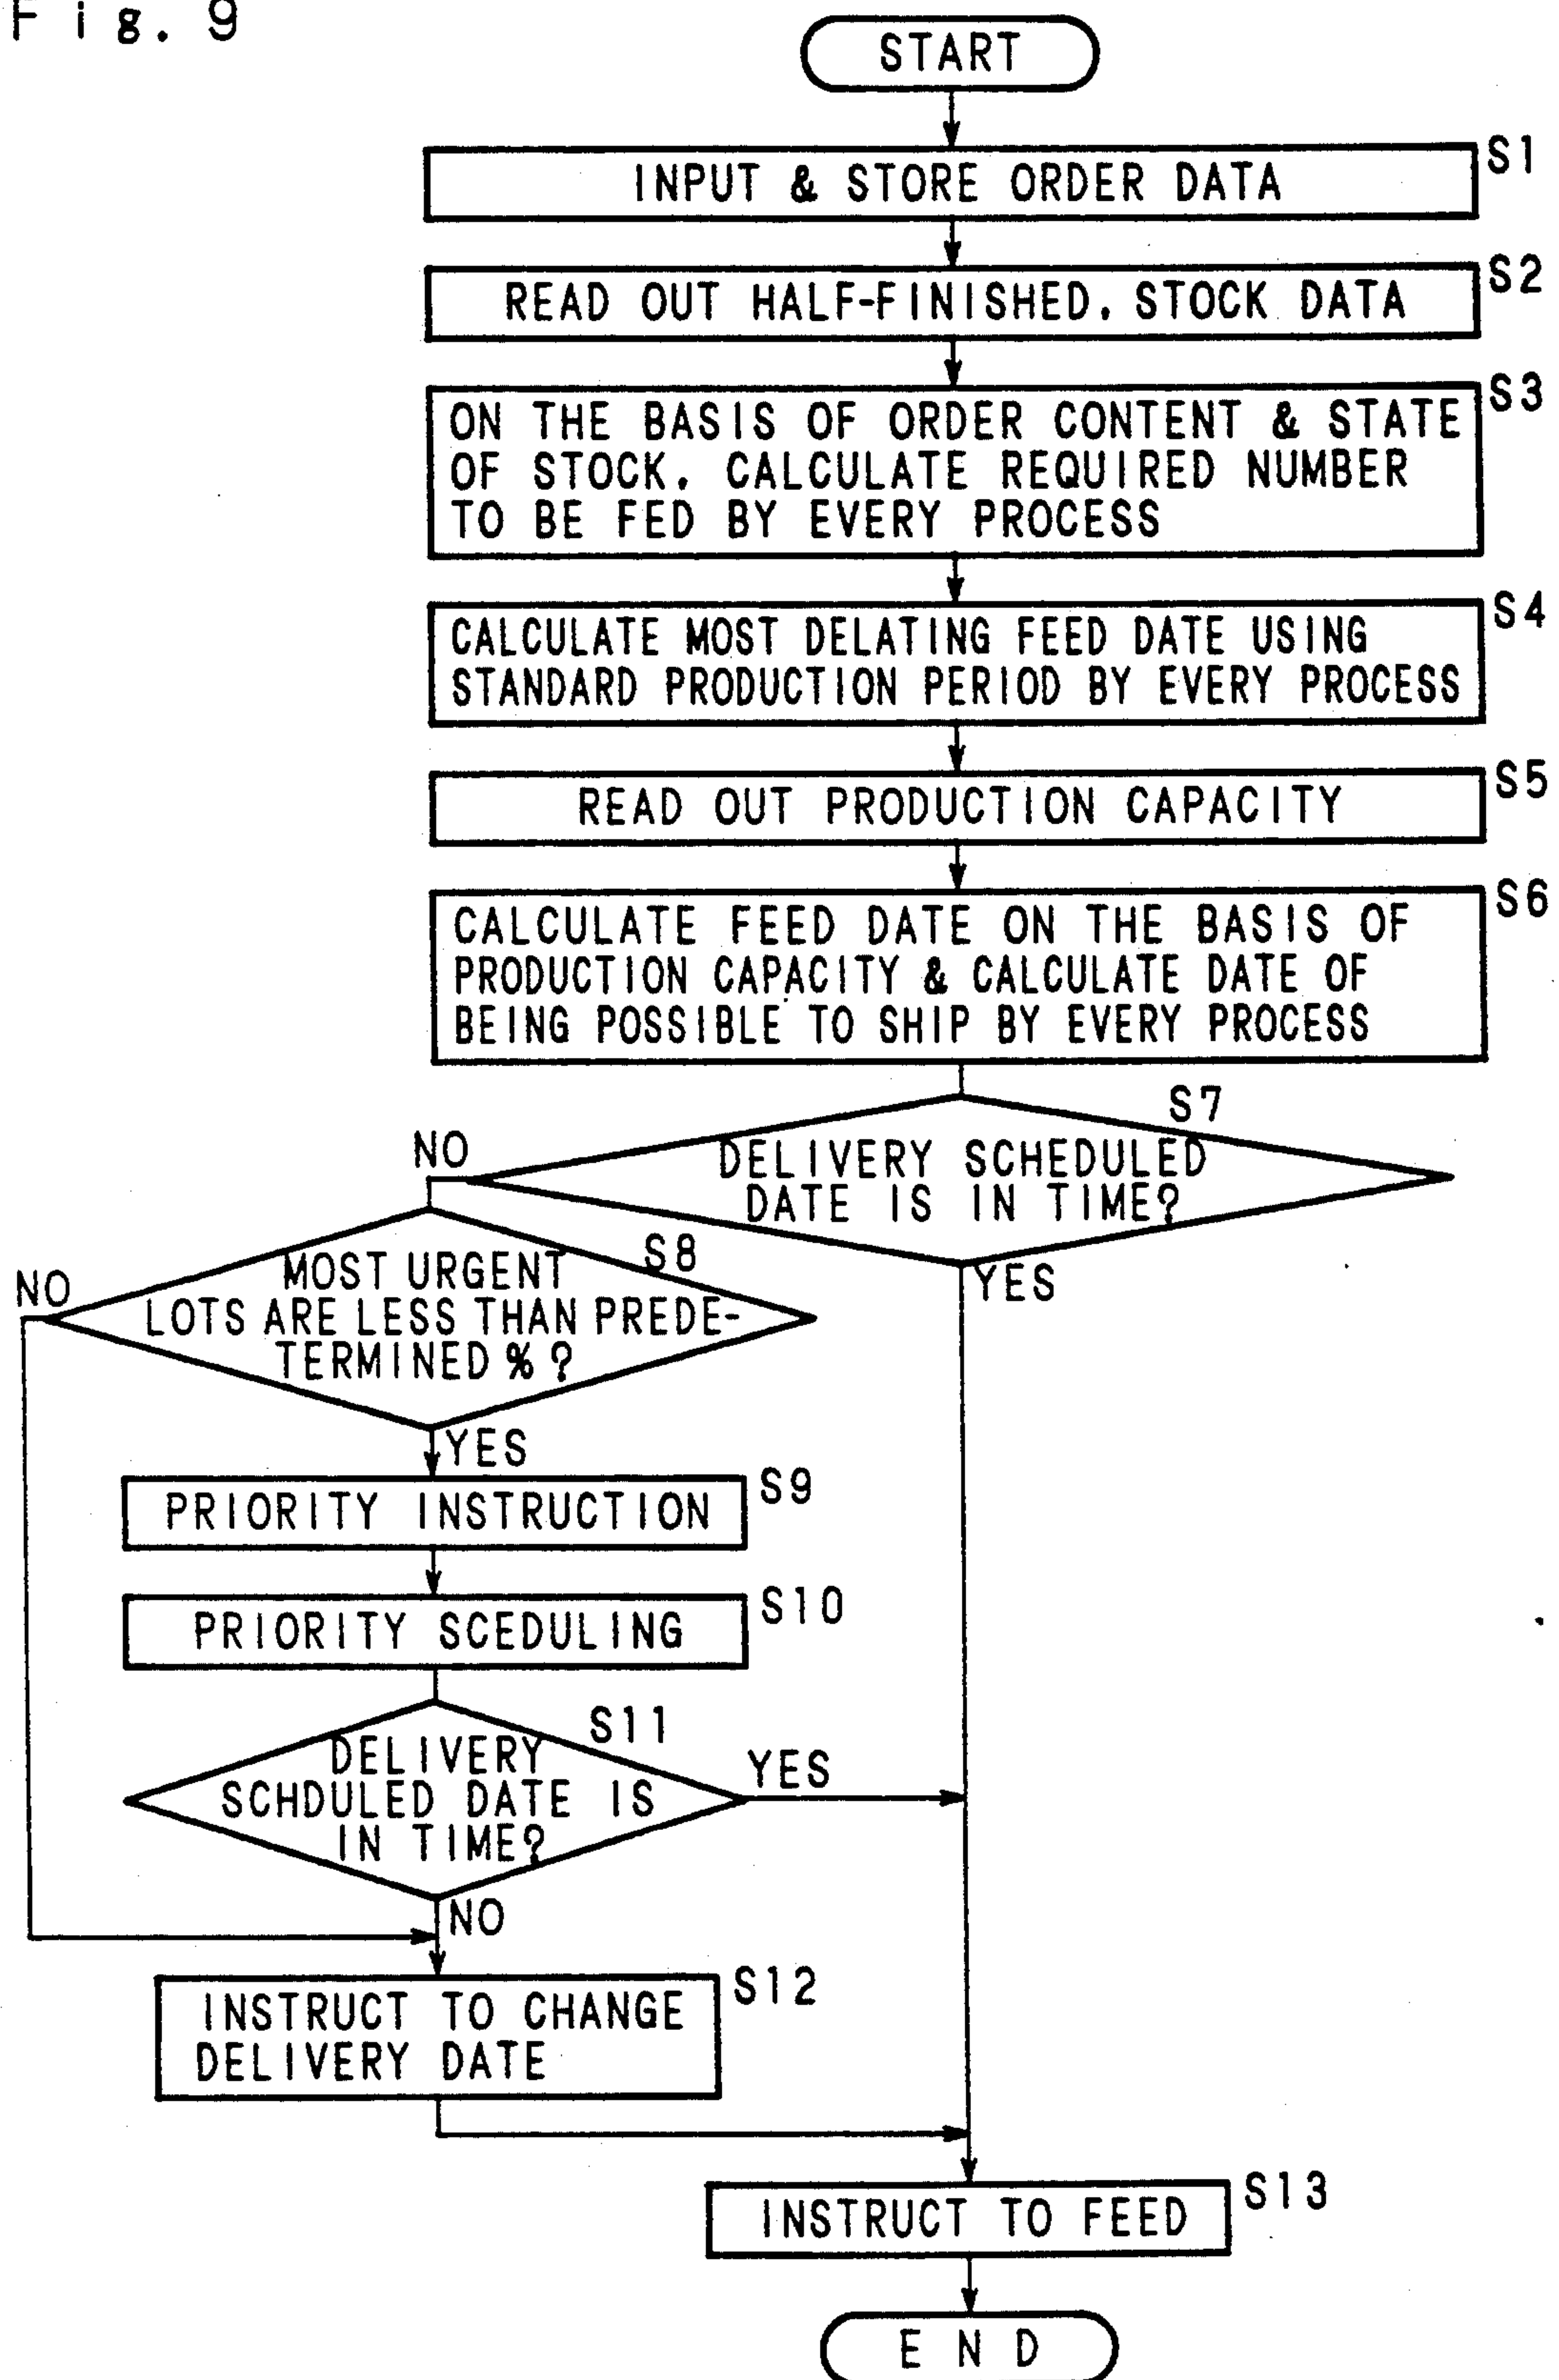 Fig. 9
START
S1
INPUT & STORE ORDER DATA
S2
READ OUT HALF-FINISHED. STOCK DATA
S3
ON THE BASIS OF ORDER CONTENT & STATE
OF STOCK. CALCULATE REQUIRED NUMBER
TO BE FED BY EVERY PROCESS
S4
CALCULATE MOST DELATING FEED DATE USING
STANDARD PRODUCTION PERIOD BY EVERY PROCESS
S5
READ OUT PRODUCTION CAPACITY
S6
CALCULATE FEED DATE ON THE BASIS OF
PRODUCTION CAPACITY & CALCULATE DATE OF
BEING POSSIBLE TO SHIP BY EVERY PROCESS
S7
NO
DELIVERY SCHEDULED
DATE IS IN TIME?
YES
S8
NO
MOST URGENT
LOTS ARE LESS THAN PREDE-
TERMINED % ?
YES
S9
PRIORITY INSTRUCTION
S10
PRIORITY SCEDULING
S11
DELIVERY
SCHDULED DATE IS
IN TIME?
YES
NO
S12
INSTRUCT TO CHANGE
DELIVERY DATE
S13
INSTRUCT TO FEED
END